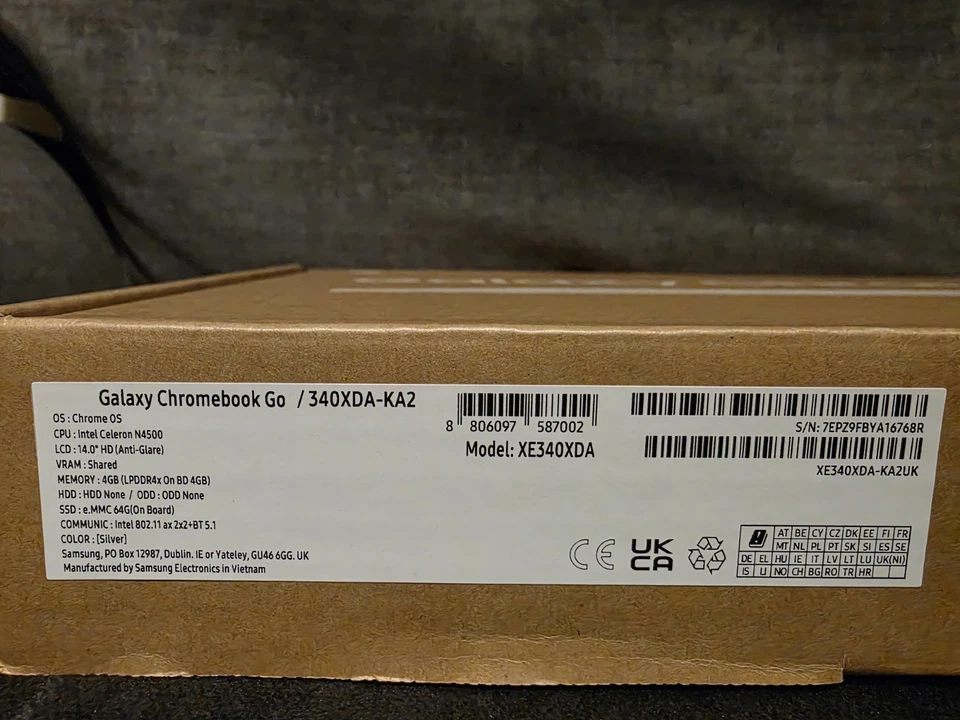 Galaxy Chromebook Go / 340XDA-KA2
OS : Chrome OS
CPU : Intel Celeron N4500
LCD : 14.0" HD (Anti-Glare)
VRAM : Shared
MEMORY : 4GB (LPDDR4x On BD 4GB)
HDD : HDD None / ODD : ODD None
SSD : e.MMC 64G(On Board)
COMMUNIC : Intel 802.11 ax 2x2+BT 5.1
COLOR : [Silver]
Samsung, PO Box 12987, Dublin. IE or Yateley, GU46 6GG. UK
Manufactured by Samsung Electronics in Vietnam
8 806097 587002
Model: XE340XDA
S/N: 7EPZ9FBYA16768R
XE340XDA-KA2UK
CE
UK
CA
AT BE CY CZ DK EE FI FR
MT NL PL PT SK SI ES SE
DE EL HU IE IT LV LT LU UK(NI)
IS LI NO CH BG RO TR HR